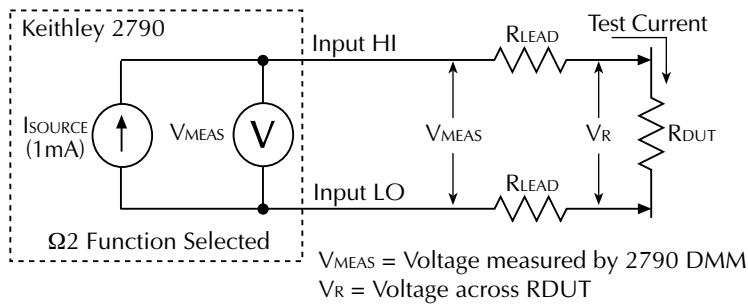 Keithley 2790
Input HI
RLEAD
Test Current
ISOURCE
(1mA)
VMEAS
V
VMEAS
VR
RDUT
Input LO
RLEAD
Ω2 Function Selected
VMEAS = Voltage measured by 2790 DMM
VR = Voltage across RDUT